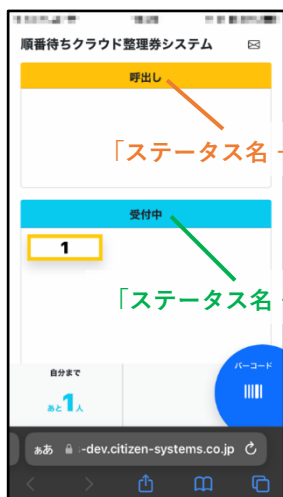 順番待ちクラウド整理券システム
呼出し
「ステータス名 -
受付中
1
「ステータス名 -
自分まで
あと1人
バーコード
ぁあ
-dev.citizen-systems.co.jp